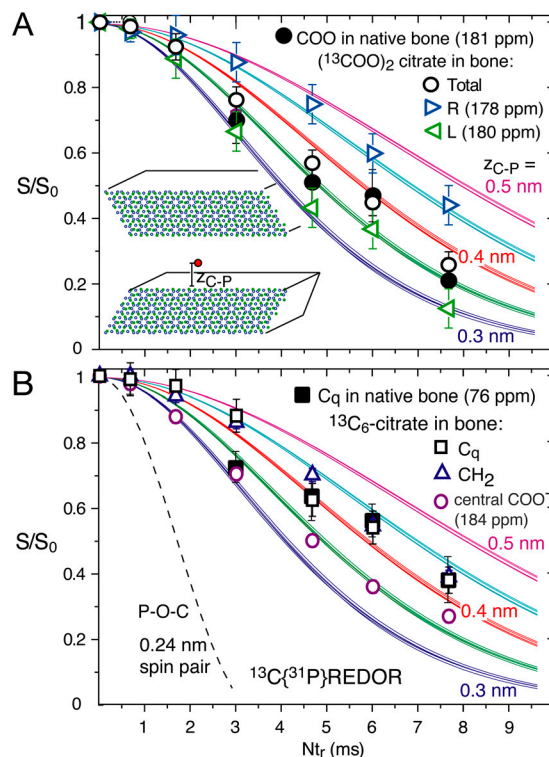 A
1
0.8
0.6
S/S0
0.4
0.2
0
COO in native bone (181 ppm)
(13COO)2 citrate in bone:
Total
R (178 ppm)
L (180 ppm)
zC-P =
0.5 nm
0.4 nm
0.3 nm
zC-P
B
1
0.8
0.6
S/S0
0.4
0.2
0
Cq in native bone (76 ppm)
13C6-citrate in bone:
Cq
CH2
central COO-
(184 ppm)
0.5 nm
0.4 nm
0.3 nm
P-O-C
0.24 nm
spin pair
13C{31P}REDOR
0 1 2 3 4 5 6 7 8 9
Ntr (ms)